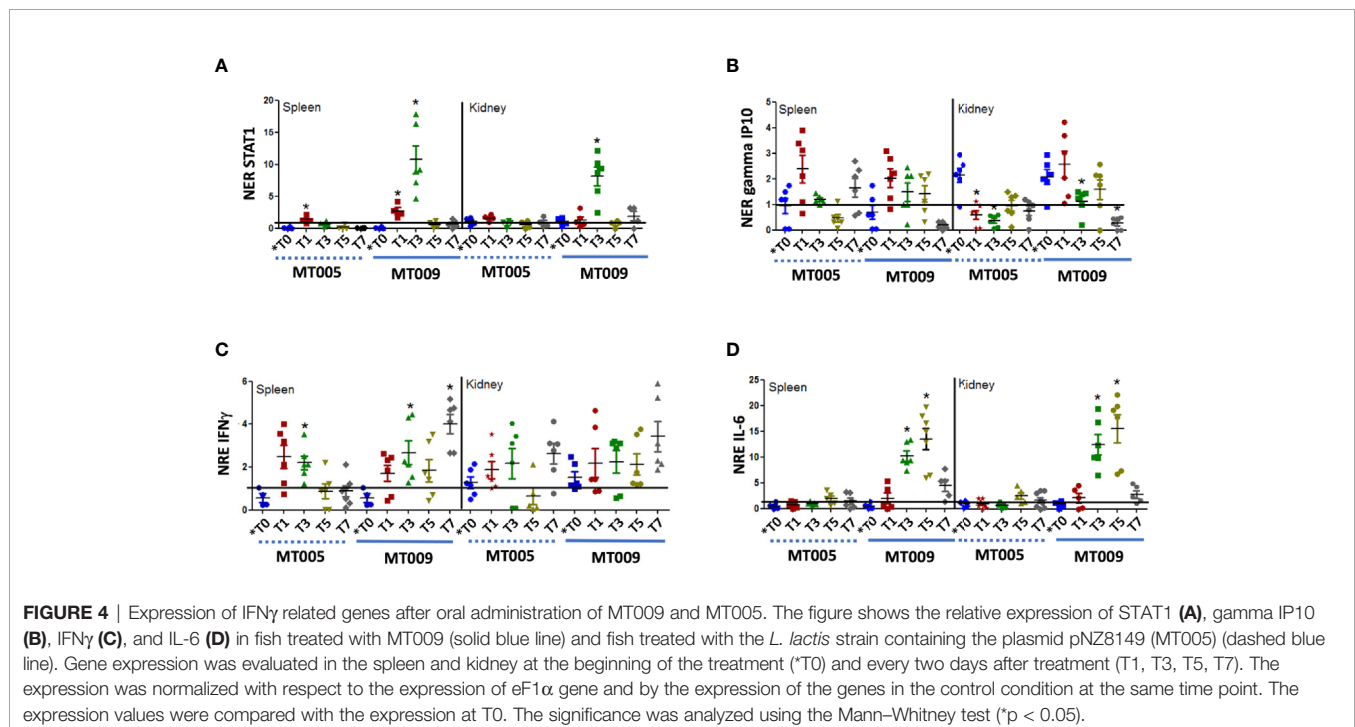 A
NER STAT1
20
15
10
5
0
Spleen
Kidney
* * * *
*T0 T1 T3 T5 T7 *T0 T1 T3 T5 T7 *T0 T1 T3 T5 T7 *T0 T1 T3 T5 T7
MT005 MT009 MT005 MT009
B
NER gamma IP10
5
4
3
2
1
0
Spleen
Kidney
* * * *
*T0 T1 T3 T5 T7 *T0 T1 T3 T5 T7 *T0 T1 T3 T5 T7 *T0 T1 T3 T5 T7
MT005 MT009 MT005 MT009
C
NRE IFNγ
6
4
2
0
Spleen
Kidney
* * *
*T0 T1 T3 T5 T7 *T0 T1 T3 T5 T7 *T0 T1 T3 T5 T7 *T0 T1 T3 T5 T7
MT005 MT009 MT005 MT009
D
NRE IL-6
25
20
15
10
5
0
Spleen
Kidney
* * * *
*T0 T1 T3 T5 T7 *T0 T1 T3 T5 T7 *T0 T1 T3 T5 T7 *T0 T1 T3 T5 T7
MT005 MT009 MT005 MT009
FIGURE 4 | Expression of IFNγ related genes after oral administration of MT009 and MT005. The figure shows the relative expression of STAT1 (A), gamma IP10
(B), IFNγ (C), and IL-6 (D) in fish treated with MT009 (solid blue line) and fish treated with the L. lactis strain containing the plasmid pNZ8149 (MT005) (dashed blue
line). Gene expression was evaluated in the spleen and kidney at the beginning of the treatment (*T0) and every two days after treatment (T1, T3, T5, T7). The
expression was normalized with respect to the expression of eF1α gene and by the expression of the genes in the control condition at the same time point. The
expression values were compared with the expression at T0. The significance was analyzed using the Mann–Whitney test (*p < 0.05).